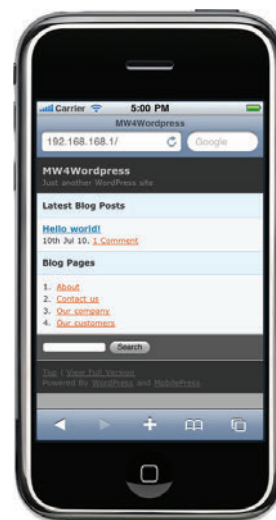 Carrier 5:00 PM
MW4Wordpress
192.168.168.1/ Google
MW4Wordpress
Just another WordPress site
Latest Blog Posts
Hello world!
10th Jul 10. 1 Comment
Blog Pages
1. About
2. Contact us
3. Our company
4. Our customers
Search
Top | View Full Version
Powered By WordPress and MobilePress